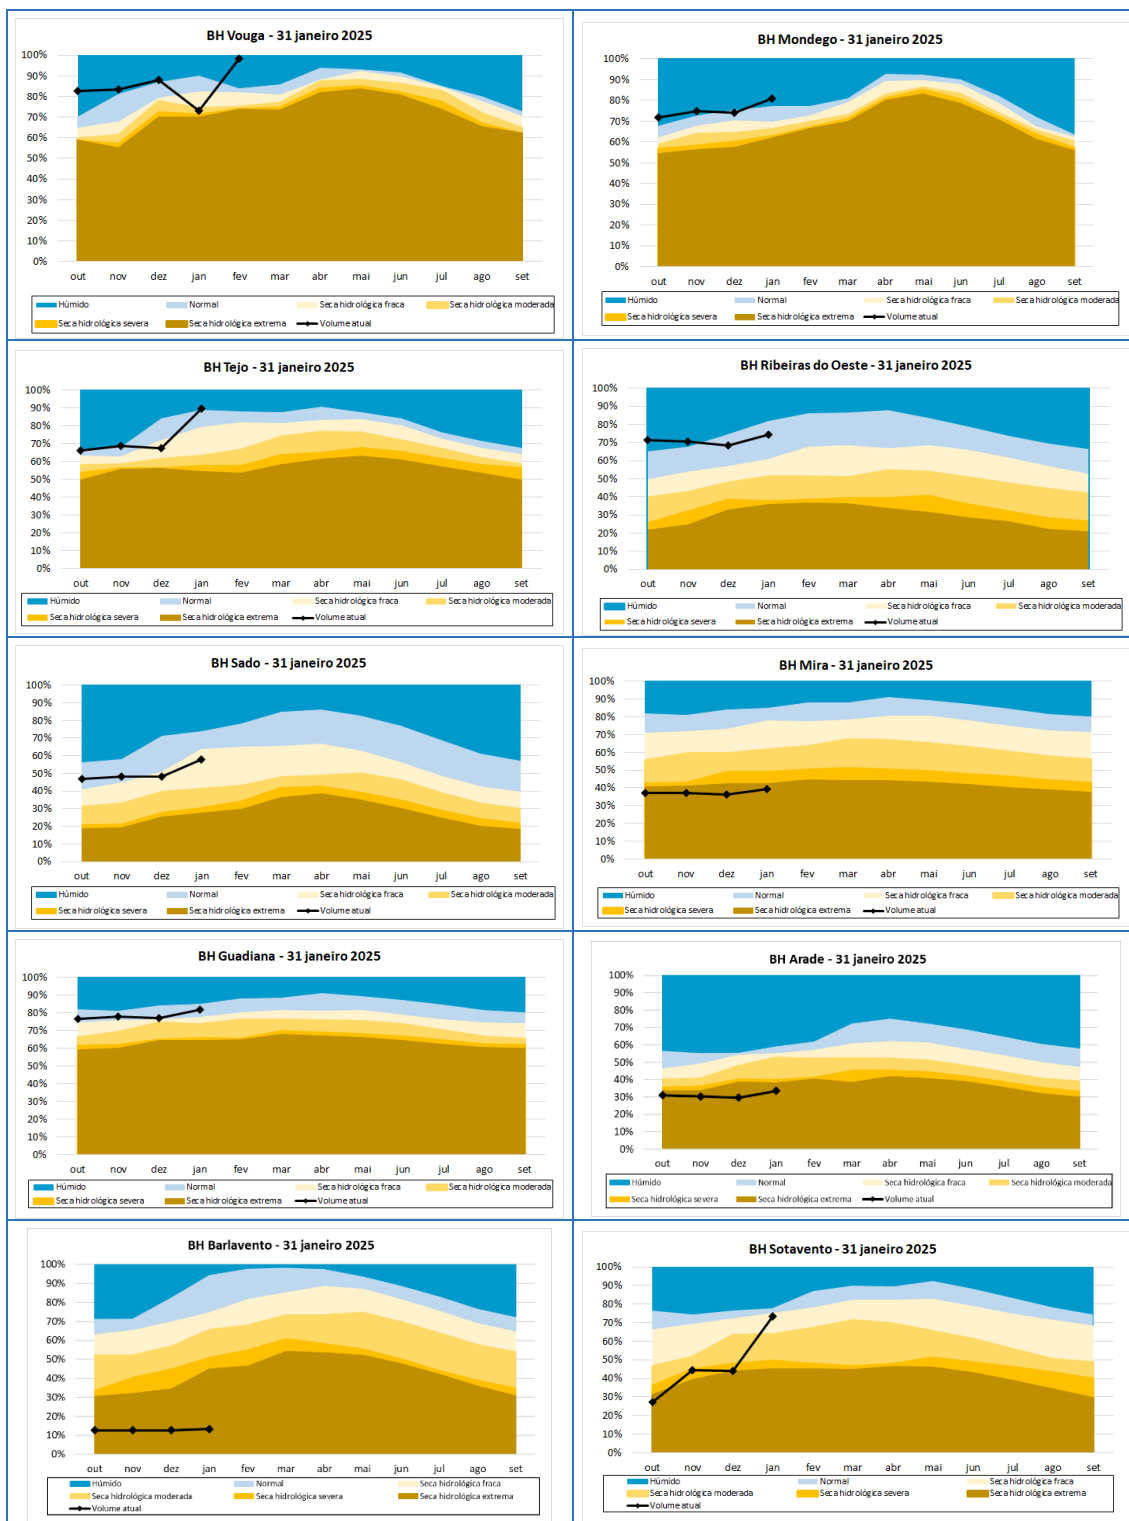 BH Vouga - 31 janeiro 2025
100%
90%
80%
70%
60%
50%
40%
30%
20%
10%
0%
out nov dez jan fev mar abr mai jun jul ago set
Húmido Normal Seca hidrológica fraca Seca hidrológica moderada
Seca hidrológica severa Seca hidrológica extrema Volume atual
BH Mondego - 31 janeiro 2025
100%
90%
80%
70%
60%
50%
40%
30%
20%
10%
0%
out nov dez jan fev mar abr mai jun jul ago set
Húmido Normal Seca hidrológica fraca Seca hidrológica moderada
Seca hidrológica severa Seca hidrológica extrema Volume atual
BH Tejo - 31 janeiro 2025
100%
90%
80%
70%
60%
50%
40%
30%
20%
10%
0%
out nov dez jan fev mar abr mai jun jul ago set
Húmido Normal Seca hidrológica fraca Seca hidrológica moderada
Seca hidrológica severa Seca hidrológica extrema Volume atual
BH Ribeiras do Oeste - 31 janeiro 2025
100%
90%
80%
70%
60%
50%
40%
30%
20%
10%
0%
out nov dez jan fev mar abr mai jun jul ago set
Húmido Normal Seca hidrológica fraca Seca hidrológica moderada
Seca hidrológica severa Seca hidrológica extrema Volume atual
BH Sado - 31 janeiro 2025
100%
90%
80%
70%
60%
50%
40%
30%
20%
10%
0%
out nov dez jan fev mar abr mai jun jul ago set
Húmido Normal Seca hidrológica fraca Seca hidrológica moderada
Seca hidrológica severa Seca hidrológica extrema Volume atual
BH Mira - 31 janeiro 2025
100%
90%
80%
70%
60%
50%
40%
30%
20%
10%
0%
out nov dez jan fev mar abr mai jun jul ago set
Húmido Normal Seca hidrológica fraca Seca hidrológica moderada
Seca hidrológica severa Seca hidrológica extrema Volume atual
BH Guadiana - 31 janeiro 2025
100%
90%
80%
70%
60%
50%
40%
30%
20%
10%
0%
out nov dez jan fev mar abr mai jun jul ago set
Húmido Normal Seca hidrológica fraca Seca hidrológica moderada
Seca hidrológica severa Seca hidrológica extrema Volume atual
BH Arade - 31 janeiro 2025
100%
90%
80%
70%
60%
50%
40%
30%
20%
10%
0%
out nov dez jan fev mar abr mai jun jul ago set
Húmido Normal Seca hidrológica fraca Seca hidrológica moderada
Seca hidrológica severa Seca hidrológica extrema Volume atual
BH Barlavento - 31 janeiro 2025
100%
90%
80%
70%
60%
50%
40%
30%
20%
10%
0%
out nov dez jan fev mar abr mai jun jul ago set
Húmido Normal Seca hidrológica fraca
Seca hidrológica moderada Seca hidrológica severa Seca hidrológica extrema
Volume atual
BH Sotavento - 31 janeiro 2025
100%
90%
80%
70%
60%
50%
40%
30%
20%
10%
0%
out nov dez jan fev mar abr mai jun jul ago set
Húmido Normal Seca hidrológica fraca
Seca hidrológica moderada Seca hidrológica severa Seca hidrológica extrema
Volume atual